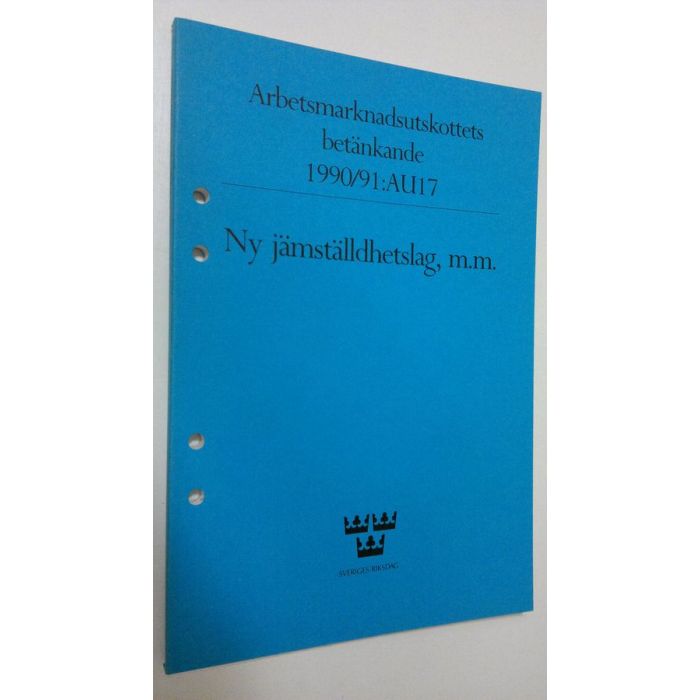 Arbetsmarknadsutskottets
betänkande
1990/91:AU17
Ny jämställdhetslag, m.m.
SVERIGES RIKSDAG